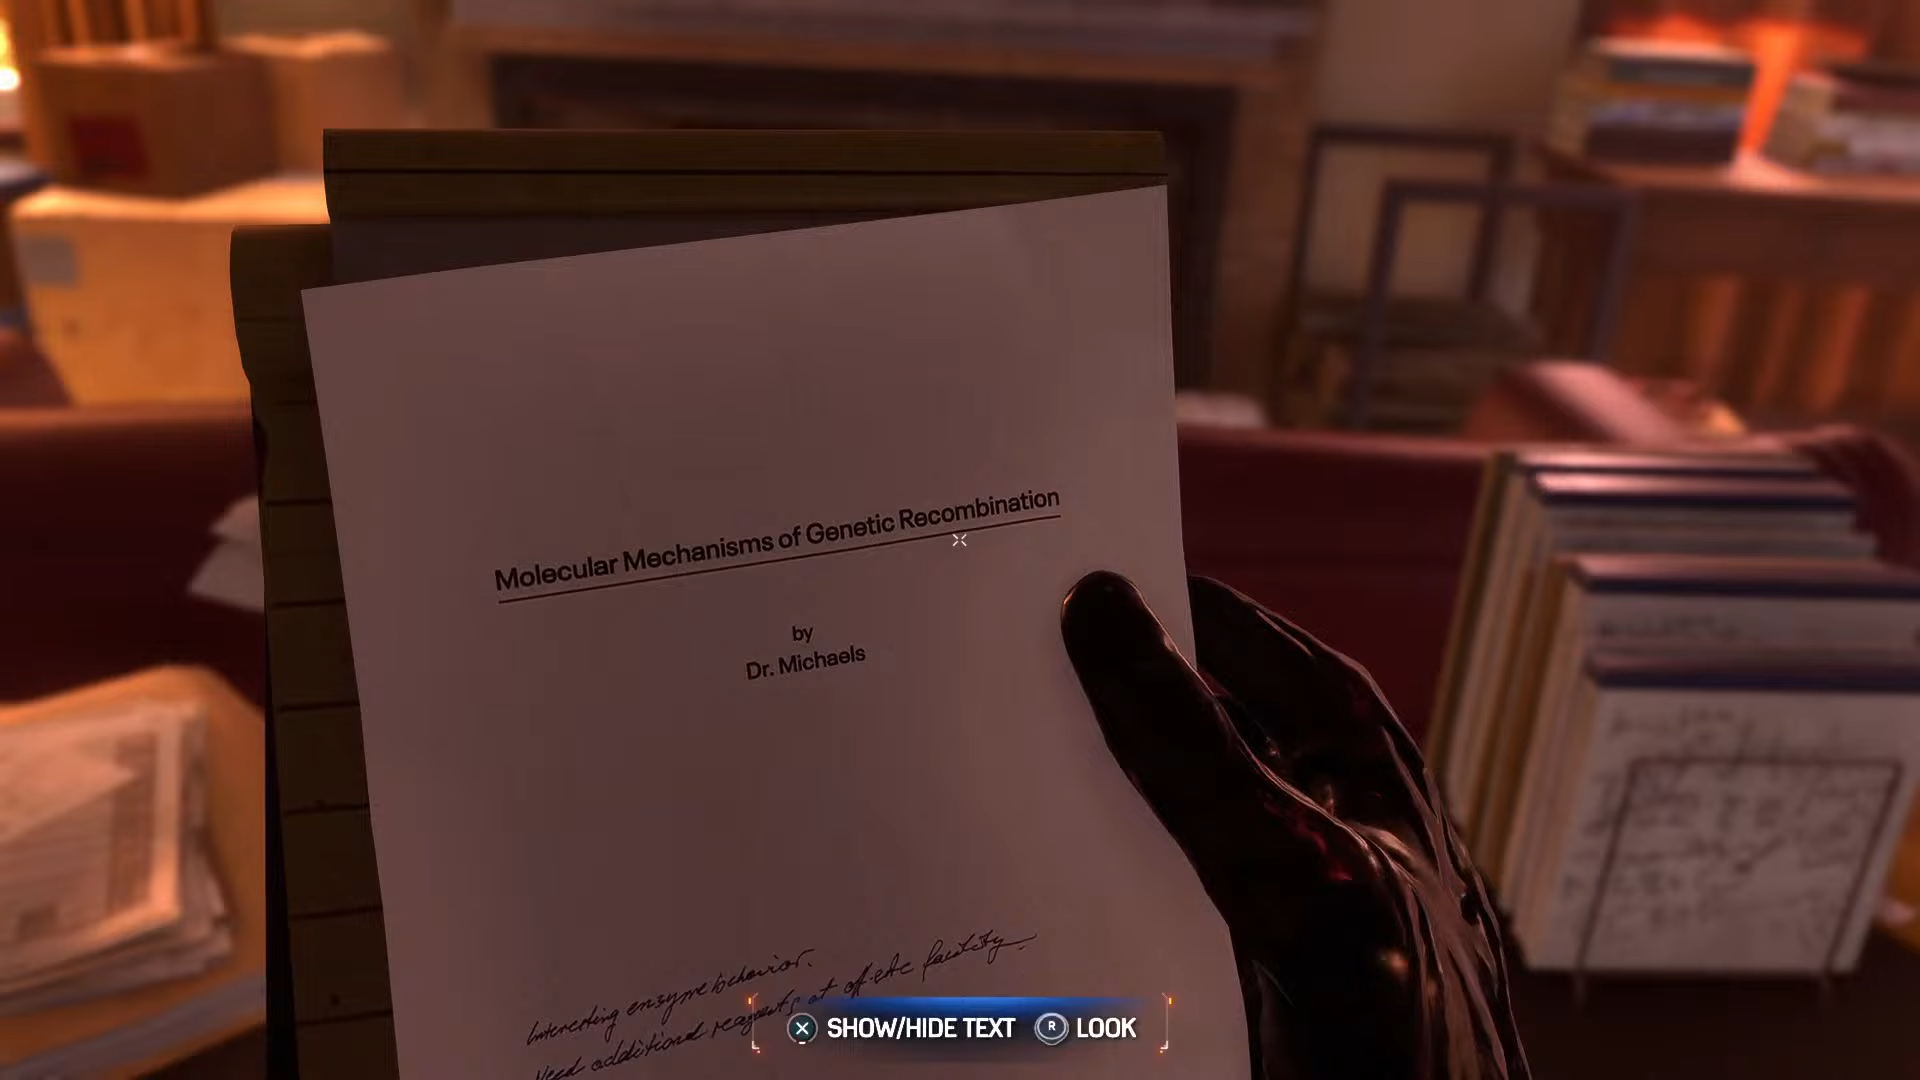 Molecular Mechanisms of Genetic Recombination
by
Dr. Michaels
Interesting enzyme behavior.
Need additional reagents at off-site facility.
SHOW/HIDE TEXT R LOOK